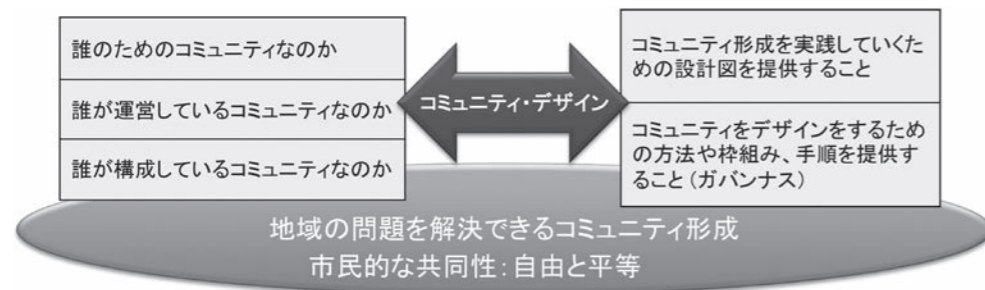 誰のためのコミュニティなのか
誰が運営しているコミュニティなのか
誰が構成しているコミュニティなのか
コミュニティ・デザイン
コミュニティ形成を実践していくた
めの設計図を提供すること
コミュニティをデザインをするため
の方法や枠組み、手順を提供す
ること(ガバンナス)
地域の問題を解決できるコミュニティ形成
市民的な共同性:自由と平等